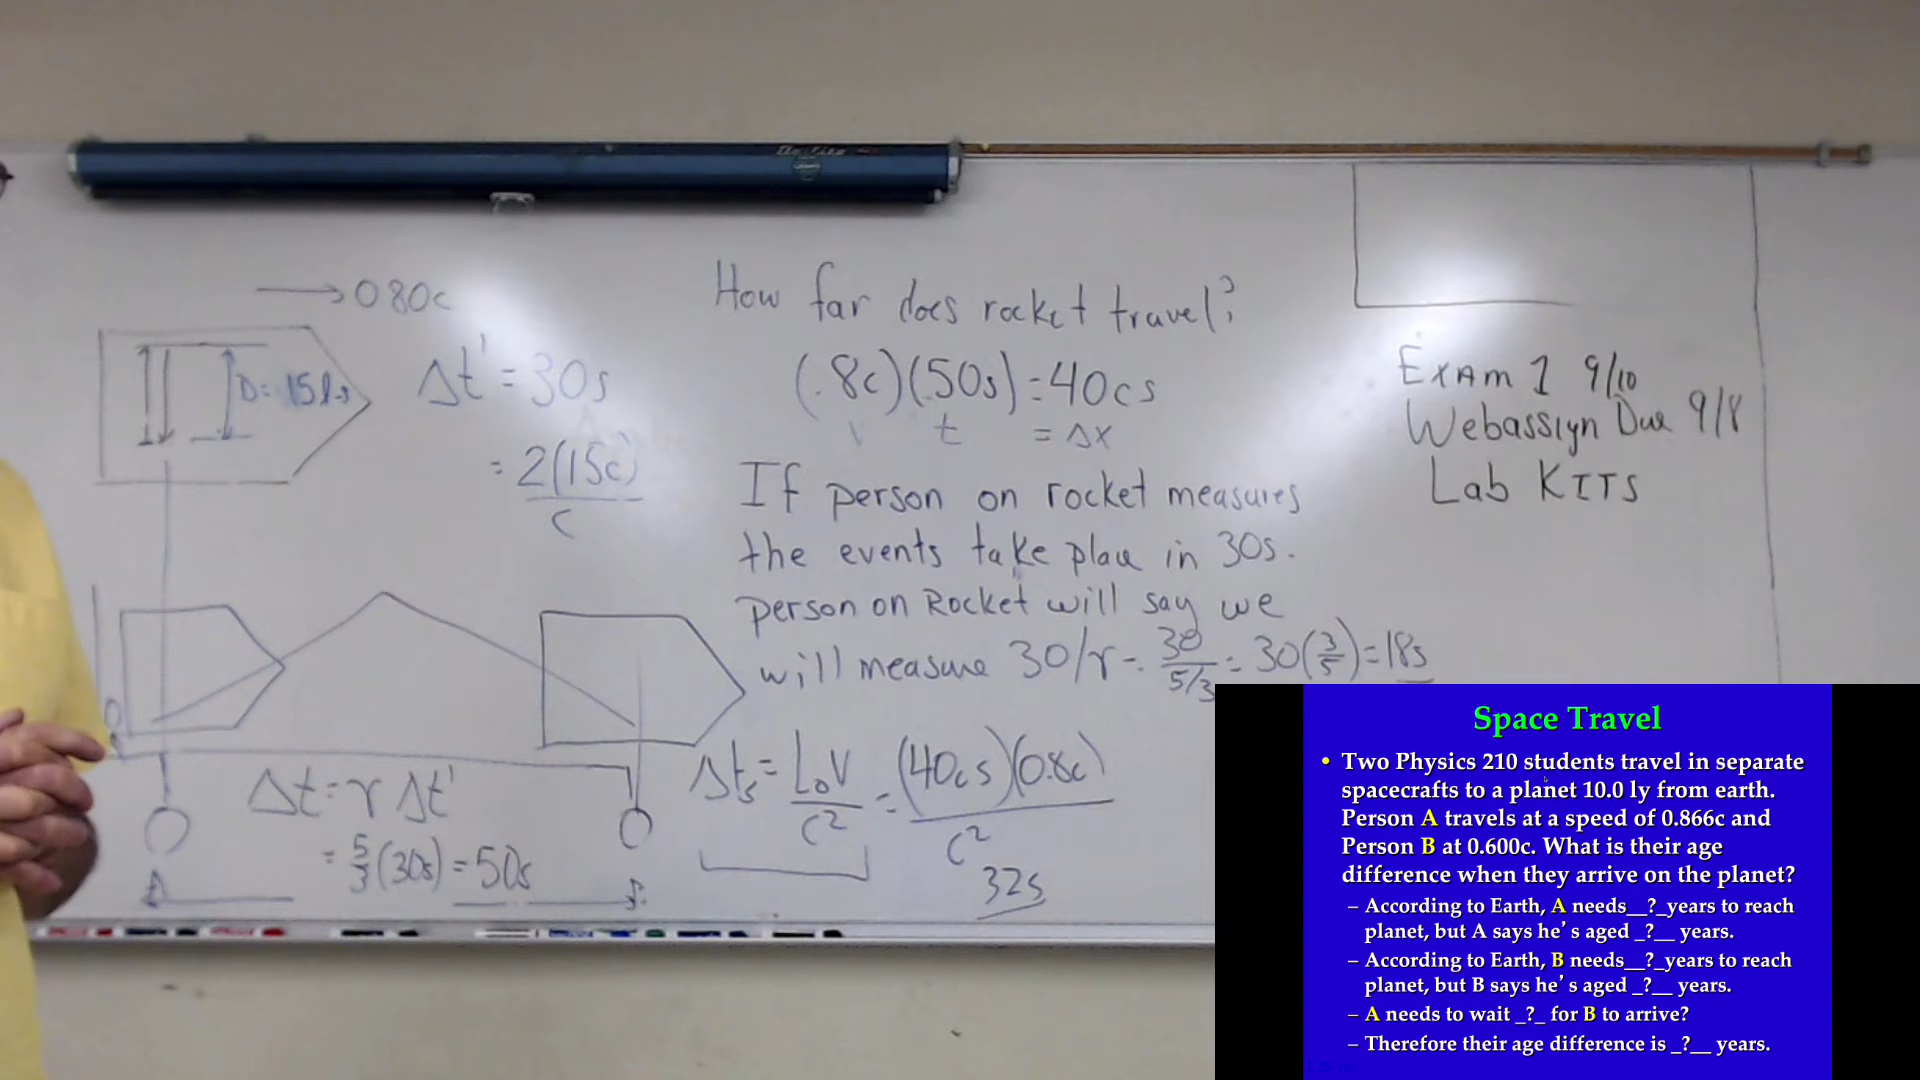 → 0.80c
D = 15 l-s
Δt' = 30s
= 2(15c)
c
Δt = γ Δt'
= 5/3 (30s) = 50s
How far does rocket travel?
(.8c)(50s) = 40cs
v t = Δx
If person on rocket measures
the events take place in 30s.
person on Rocket will say we
will measure 30/γ = 30 / 5/3 = 30(3/5) = 18s
Δts = L₀V / c² = (40cs)(0.8c) / c²
32s
Exam 1 9/10
Webassign Due 9/8
Lab KITS
Space Travel
• Two Physics 210 students travel in separate
spacecrafts to a planet 10.0 ly from earth.
Person A travels at a speed of 0.866c and
Person B at 0.600c. What is their age
difference when they arrive on the planet?
– According to Earth, A needs__?_years to reach
planet, but A says he's aged _?__ years.
– According to Earth, B needs__?_years to reach
planet, but B says he's aged _?__ years.
– A needs to wait _?_ for B to arrive?
– Therefore their age difference is _?__ years.